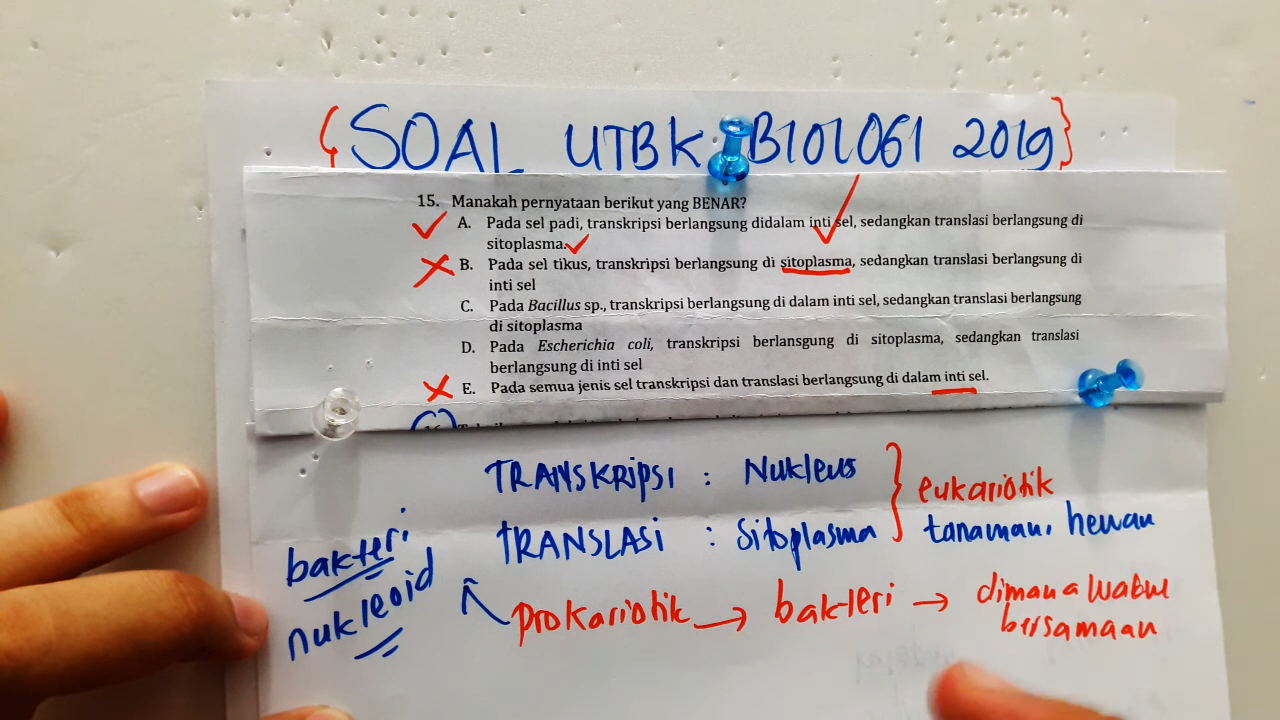 {SOAL UTBK BIOLOGI 2019}
15. Manakah pernyataan berikut yang BENAR?
A. Pada sel padi, transkripsi berlangsung didalam inti sel, sedangkan translasi berlangsung di
sitoplasma.
B. Pada sel tikus, transkripsi berlangsung di sitoplasma, sedangkan translasi berlangsung di
inti sel
C. Pada Bacillus sp., transkripsi berlangsung di dalam inti sel, sedangkan translasi berlangsung
di sitoplasma
D. Pada Escherichia coli, transkripsi berlansgung di sitoplasma, sedangkan translasi
berlangsung di inti sel
E. Pada semua jenis sel transkripsi dan translasi berlangsung di dalam inti sel.
TRANSKRIPSI : Nukleus
eukariotik
TRANSLASI : Sitoplasma
tanaman, hewan
bakteri
nukleoid
prokariotik → bakteri → dimana waktu
bersamaan